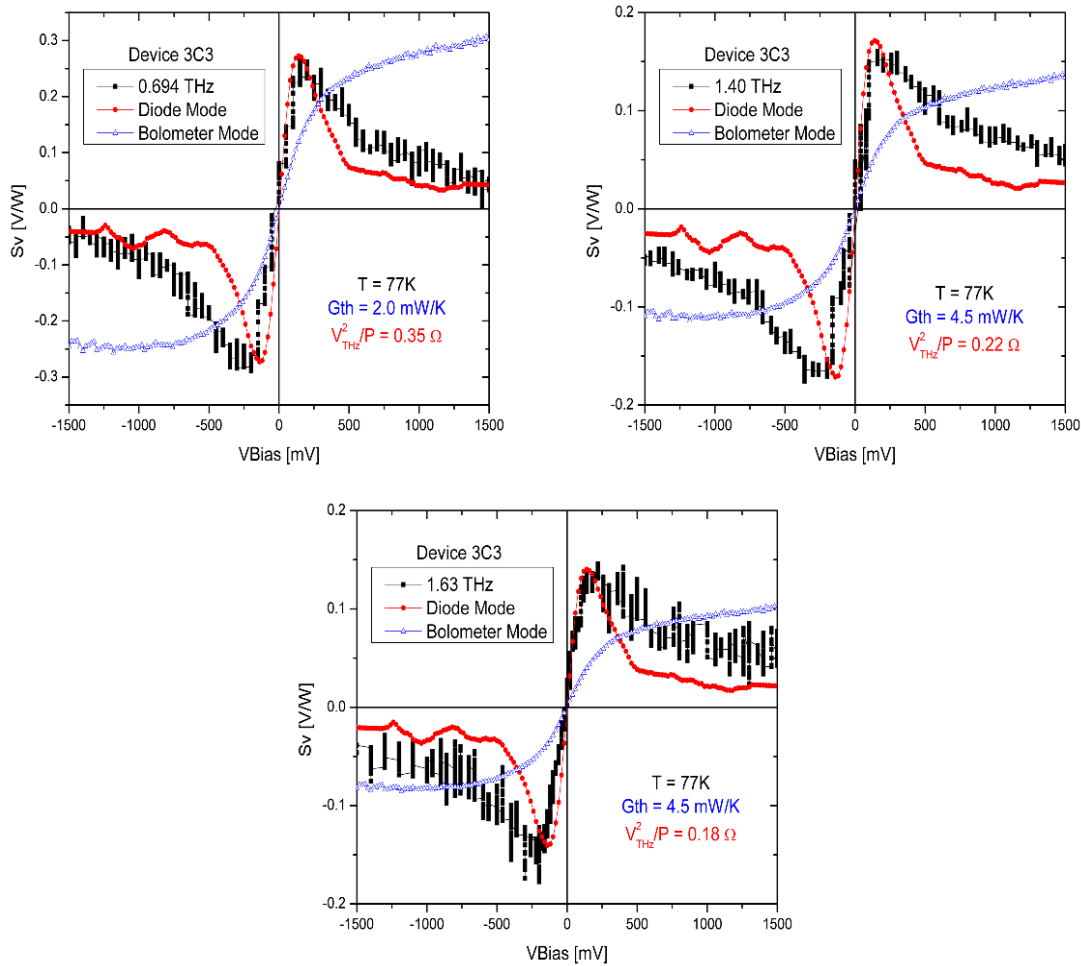 Device 3C3
0.694 THz
Diode Mode
Bolometer Mode
0.3
0.2
0.1
0.0
-0.1
-0.2
-0.3
Sv [V/W]
T = 77K
Gth = 2.0 mW/K
V²THz/P = 0.35 Ω
-1500 -1000 -500 0 500 1000 1500
VBias [mV]
Device 3C3
1.40 THz
Diode Mode
Bolometer Mode
0.2
0.1
0.0
-0.1
-0.2
Sv [V/W]
T = 77K
Gth = 4.5 mW/K
V²THz/P = 0.22 Ω
-1500 -1000 -500 0 500 1000 1500
VBias [mV]
Device 3C3
1.63 THz
Diode Mode
Bolometer Mode
0.2
0.1
0.0
-0.1
-0.2
Sv [V/W]
T = 77K
Gth = 4.5 mW/K
V²THz/P = 0.18 Ω
-1500 -1000 -500 0 500 1000 1500
VBias [mV]